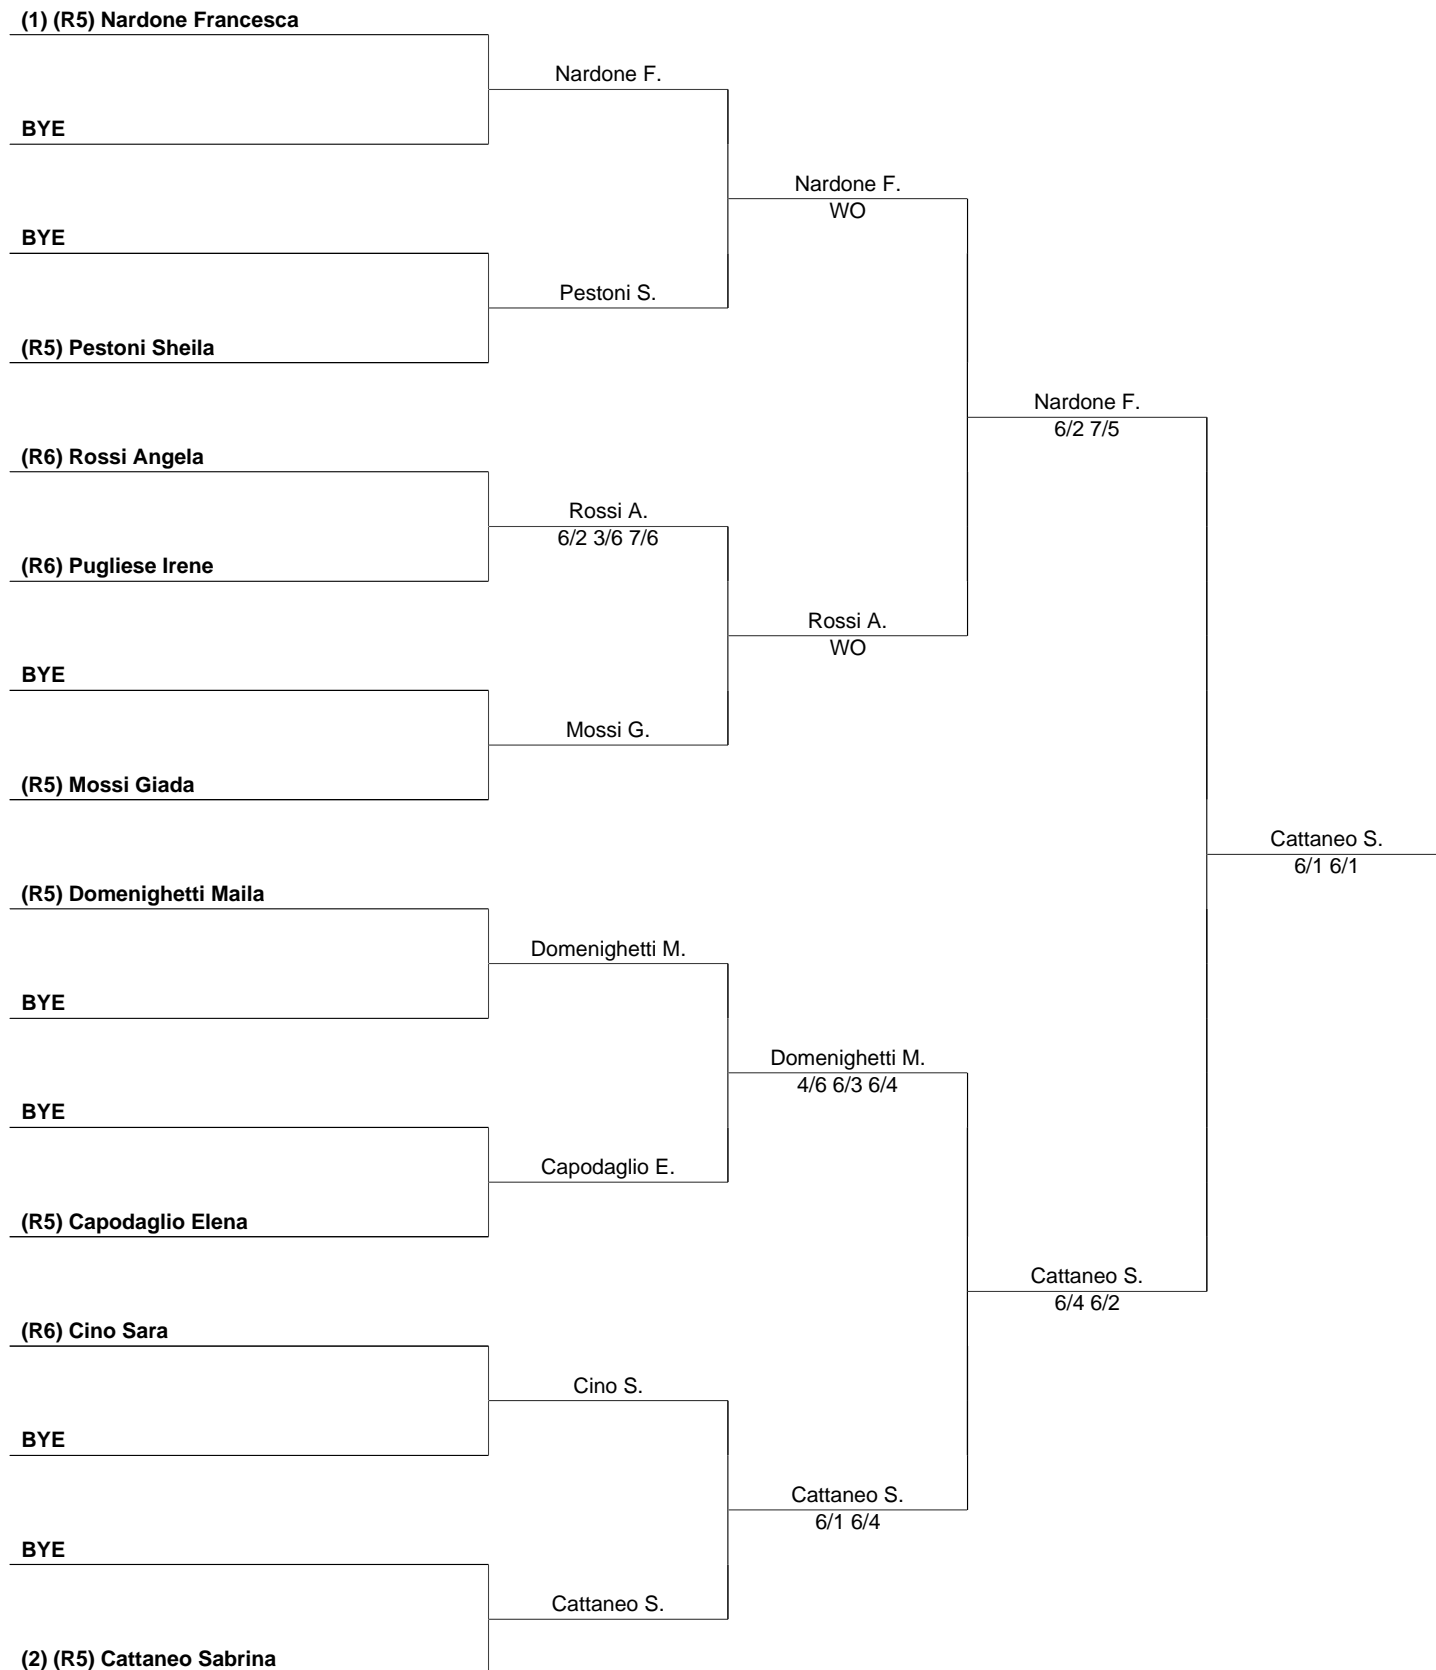 (1) (R5) Nardone Francesca
Nardone F.
BYE
Nardone F.
WO
BYE
Pestoni S.
(R5) Pestoni Sheila
Nardone F.
6/2 7/5
(R6) Rossi Angela
Rossi A.
6/2 3/6 7/6
(R6) Pugliese Irene
Rossi A.
WO
BYE
Mossi G.
(R5) Mossi Giada
Cattaneo S.
6/1 6/1
(R5) Domenighetti Maila
Domenighetti M.
BYE
Domenighetti M.
4/6 6/3 6/4
BYE
Capodaglio E.
(R5) Capodaglio Elena
Cattaneo S.
6/4 6/2
(R6) Cino Sara
Cino S.
BYE
Cattaneo S.
6/1 6/4
BYE
Cattaneo S.
(2) (R5) Cattaneo Sabrina